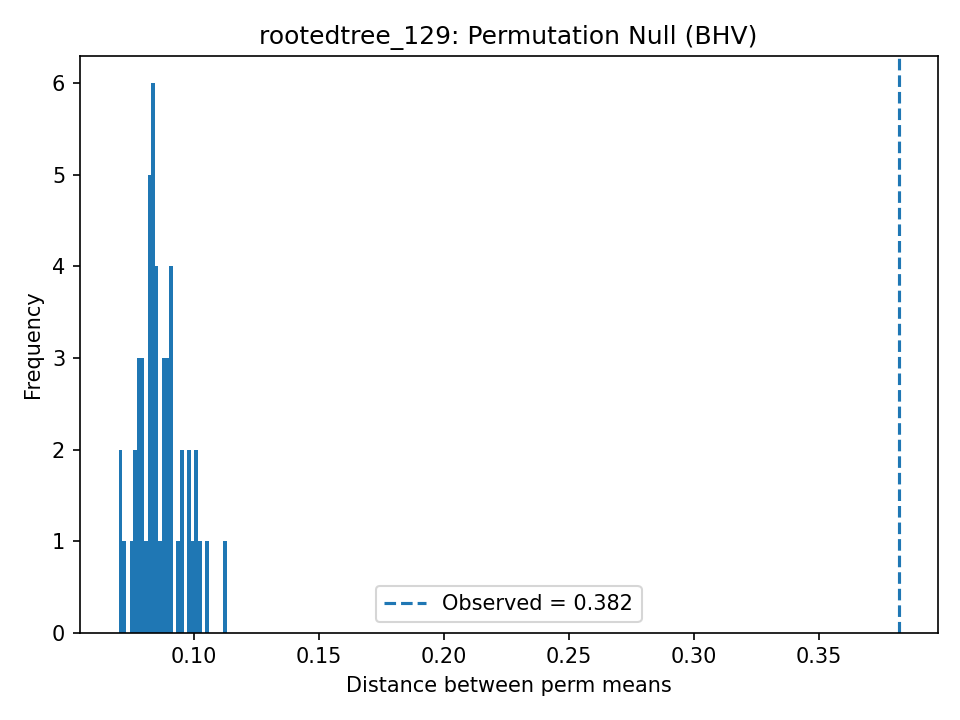 rootedtree_129: Permutation Null (BHV)
Frequency
6
5
4
3
2
1
0
0.10 0.15 0.20 0.25 0.30 0.35
Observed = 0.382
Distance between perm means